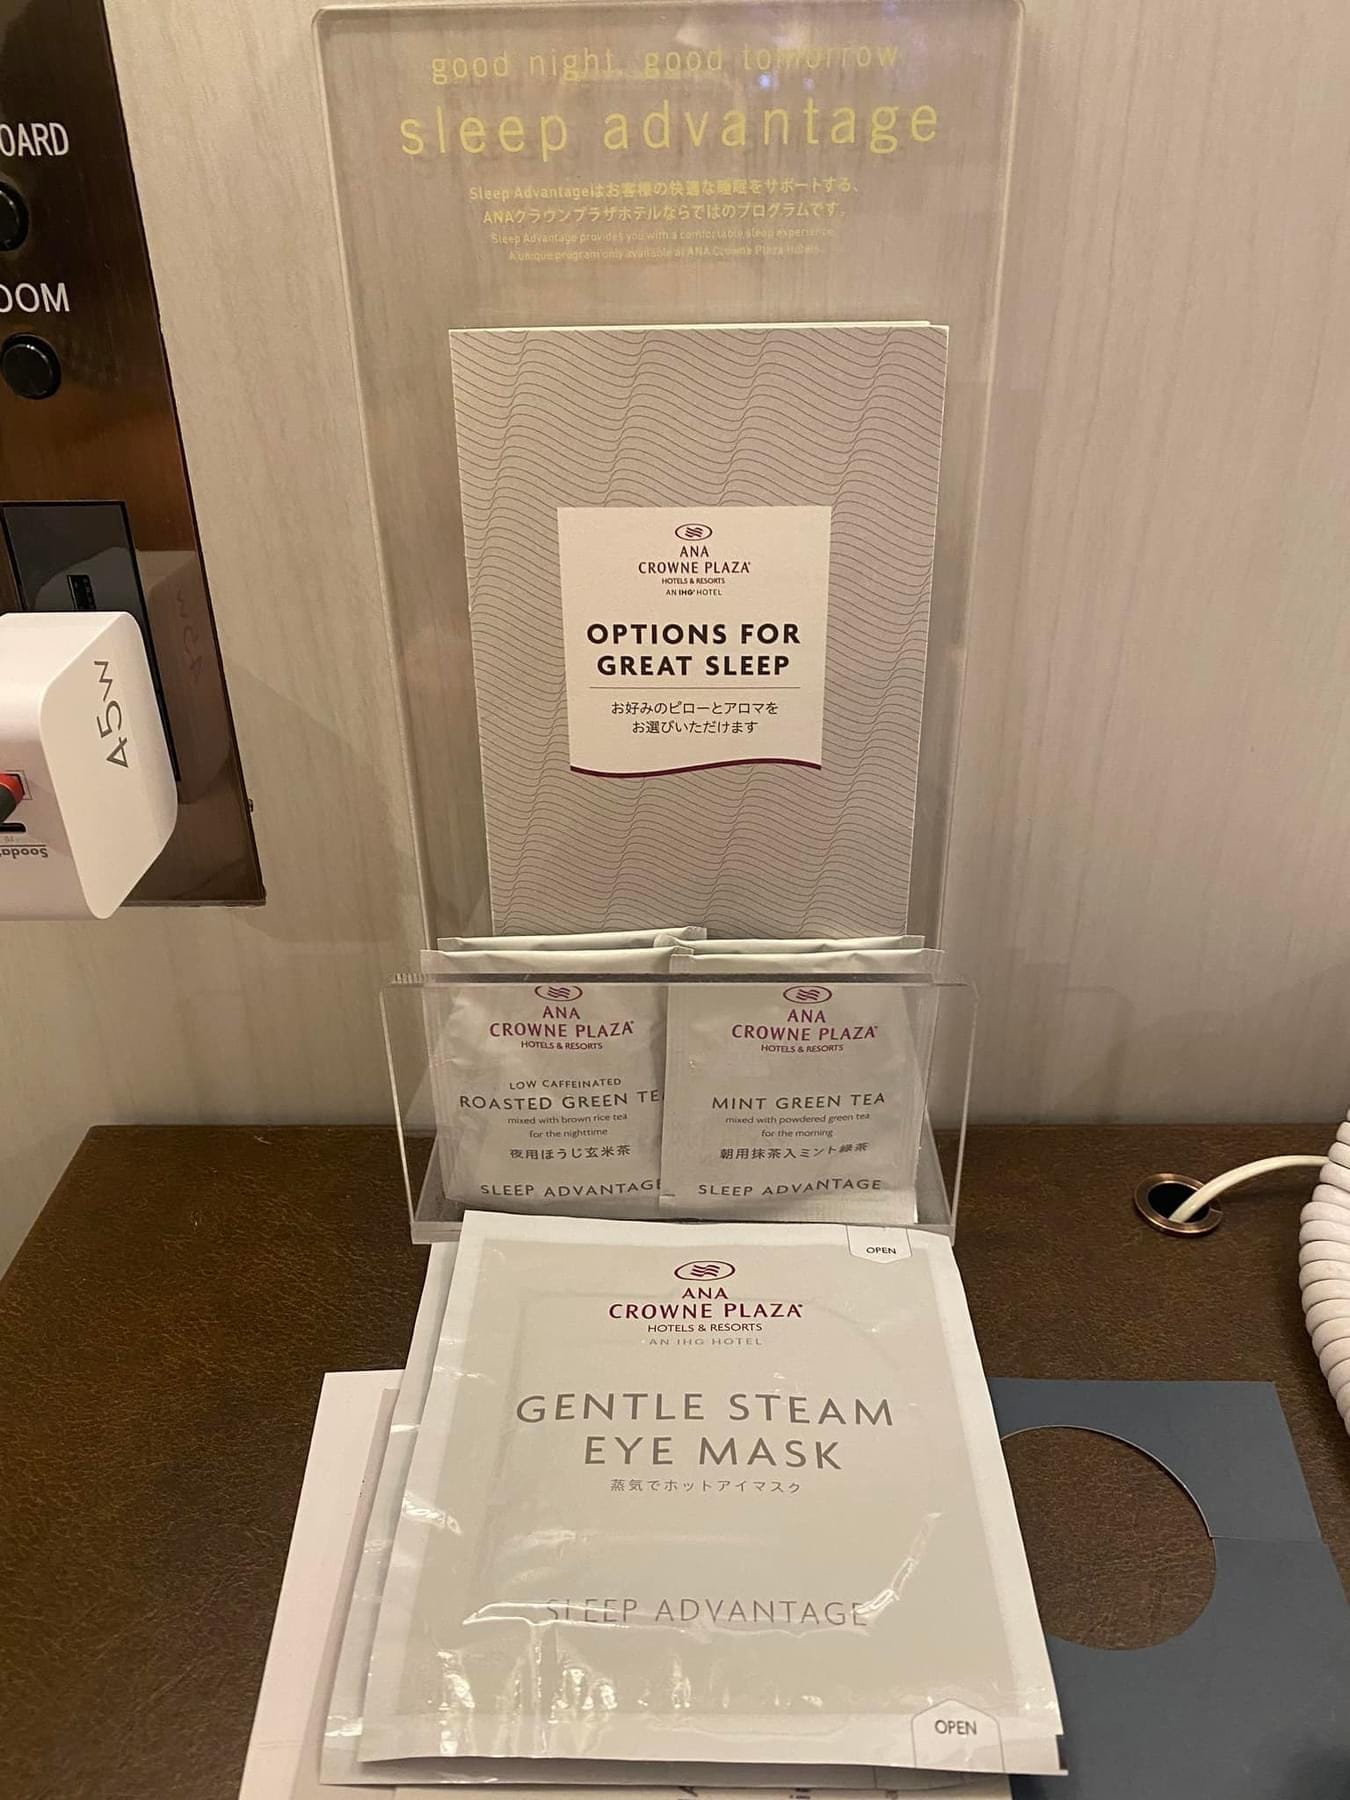 good night, good tomorrow
sleep advantage
Sleep Advantageはお客様の快適な睡眠をサポートする、
ANAクラウンプラザホテルならではのプログラムです。
Sleep Advantage provides you with a comfortable sleep experience.
A unique program only available at ANA Crowne Plaza Hotels.
OARD
OOM
45W
ANA
CROWNE PLAZA
HOTELS & RESORTS
AN IHG HOTEL
OPTIONS FOR
GREAT SLEEP
お好みのピローとアロマを
お選びいただけます
ANA
CROWNE PLAZA
HOTELS & RESORTS
LOW CAFFEINATED
ROASTED GREEN TE
mixed with brown rice tea
for the nighttime
夜用ほうじ玄米茶
SLEEP ADVANTAGE
ANA
CROWNE PLAZA
HOTELS & RESORTS
MINT GREEN TEA
mixed with powdered green tea
for the morning
朝用抹茶入ミント緑茶
SLEEP ADVANTAGE
OPEN
ANA
CROWNE PLAZA
HOTELS & RESORTS
AN IHG HOTEL
GENTLE STEAM
EYE MASK
蒸気でホットアイマスク
SLEEP ADVANTAGE
OPEN